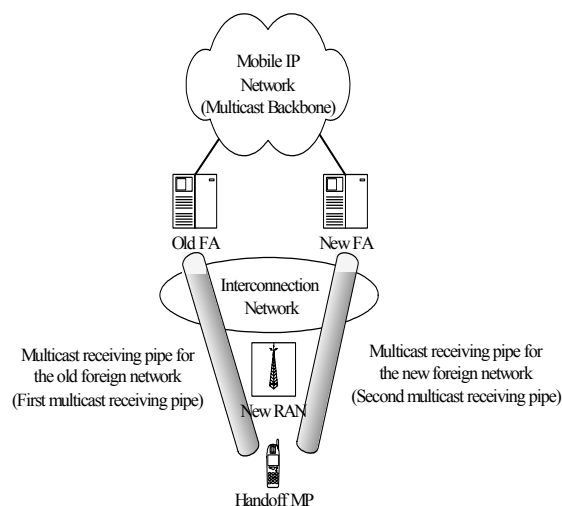 Mobile IP
Network
(Multicast Backbone)
Old FA
New FA
Interconnection
Network
Multicast receiving pipe for
the old foreign network
(First multicast receiving pipe)
Multicast receiving pipe for
the new foreign network
(Second multicast receiving pipe)
New RAN
Handoff MP